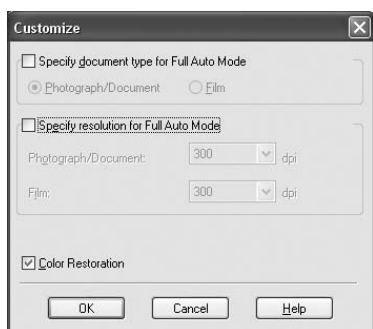 Customize
Specify document type for Full Auto Mode
Photograph/Document Film
Specify resolution for Full Auto Mode
Photograph/Document: 300 dpi
Film: 300 dpi
Color Restoration
OK Cancel Help